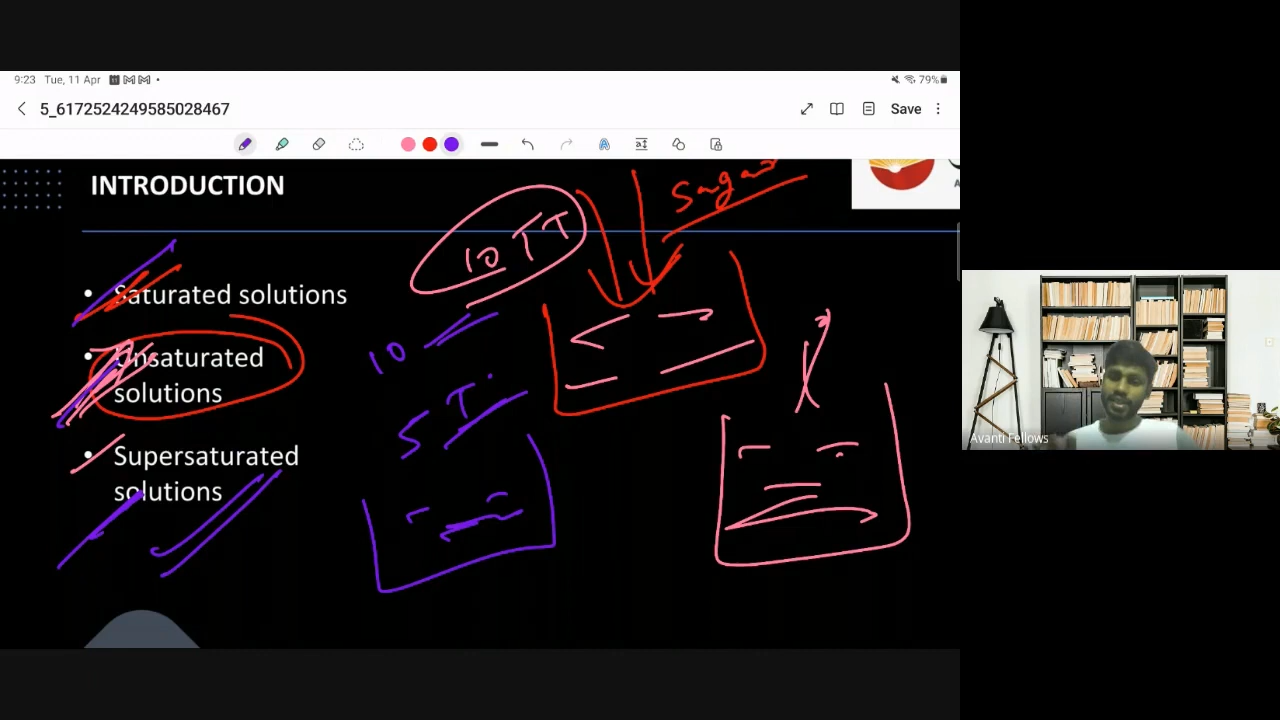 9:23 Tue, 11 Apr
79%
5_6172524249585028467
Save
INTRODUCTION
Sugar
10 TT
• Saturated solutions
• Unsaturated
solutions
10
5 T.
• Supersaturated
solutions
Avanti Fellows